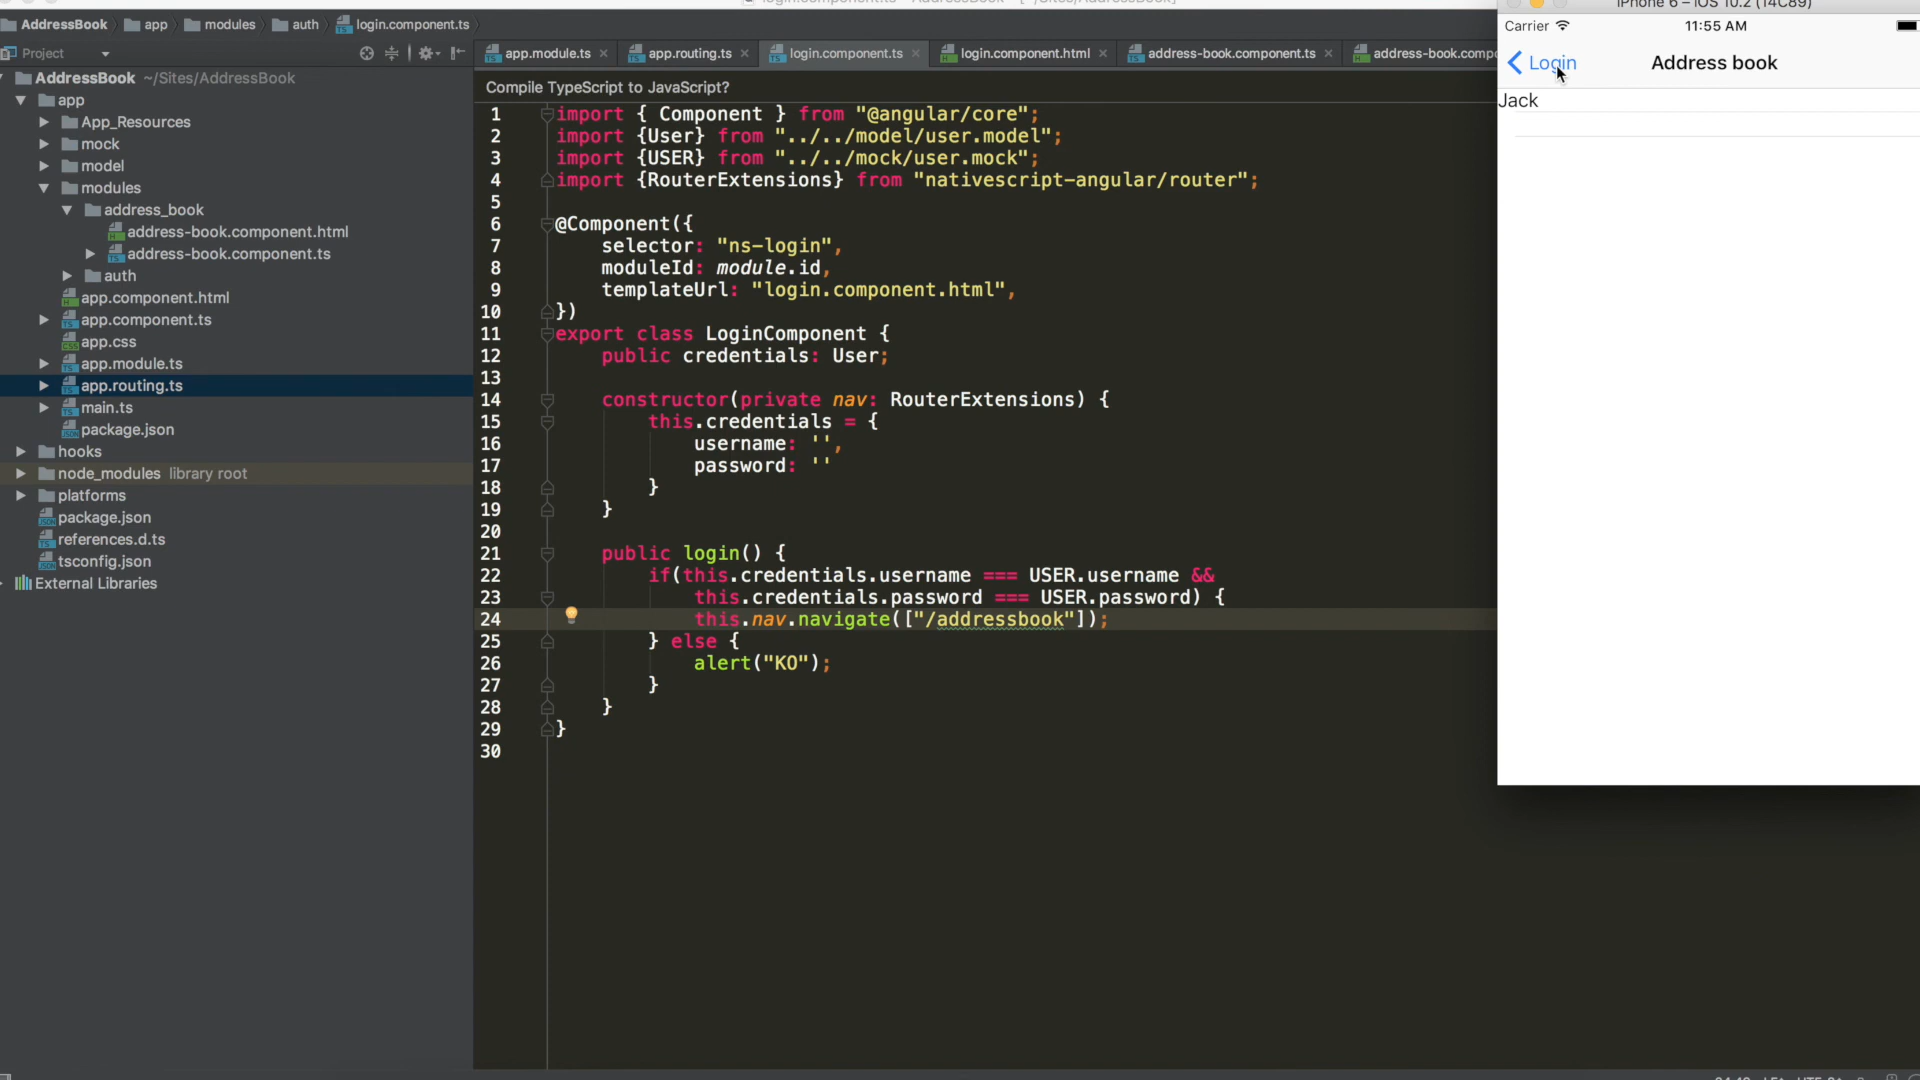 AddressBook app modules auth login.component.ts
Project
app.module.ts app.routing.ts login.component.ts login.component.html address-book.component.ts address-book.compo
AddressBook ~/Sites/AddressBook
app
App_Resources
mock
model
modules
address_book
address-book.component.html
address-book.component.ts
auth
app.component.html
app.component.ts
app.css
app.module.ts
app.routing.ts
main.ts
package.json
hooks
node_modules library root
platforms
package.json
references.d.ts
tsconfig.json
External Libraries
Compile TypeScript to JavaScript?
1 import { Component } from "@angular/core";
2 import {User} from "../../model/user.model";
3 import {USER} from "../../mock/user.mock";
4 import {RouterExtensions} from "nativescript-angular/router";
5
6 @Component({
7 selector: "ns-login",
8 moduleId: module.id,
9 templateUrl: "login.component.html",
10 })
11 export class LoginComponent {
12 public credentials: User;
13
14 constructor(private nav: RouterExtensions) {
15 this.credentials = {
16 username: '',
17 password: ''
18 }
19 }
20
21 public login() {
22 if(this.credentials.username === USER.username &&
23 this.credentials.password === USER.password) {
24 this.nav.navigate(["/addressbook"]);
25 } else {
26 alert("KO");
27 }
28 }
29 }
30
iPhone 6 – iOS 10.2 (14C89)
Carrier 11:55 AM
Login Address book
Jack